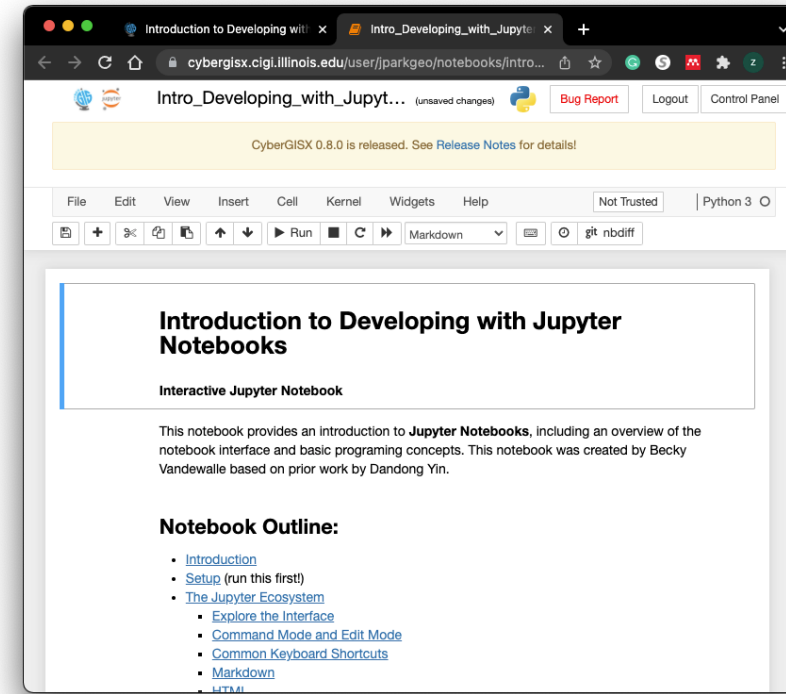 Introduction to Developing with
Intro_Developing_with_Jupyte
cybergisx.cigi.illinois.edu/user/jparkgeo/notebooks/intro...
z
jupyter
Intro_Developing_with_Jupyt... (unsaved changes)
Bug Report
Logout
Control Panel
CyberGISX 0.8.0 is released. See Release Notes for details!
File Edit View Insert Cell Kernel Widgets Help
Not Trusted
Python 3
Run
Markdown
git nbdiff
Introduction to Developing with Jupyter
Notebooks
Interactive Jupyter Notebook
This notebook provides an introduction to Jupyter Notebooks, including an overview of the
notebook interface and basic programing concepts. This notebook was created by Becky
Vandewalle based on prior work by Dandong Yin.
Notebook Outline:
• Introduction
• Setup (run this first!)
• The Jupyter Ecosystem
▪ Explore the Interface
▪ Command Mode and Edit Mode
▪ Common Keyboard Shortcuts
▪ Markdown
▪ HTML